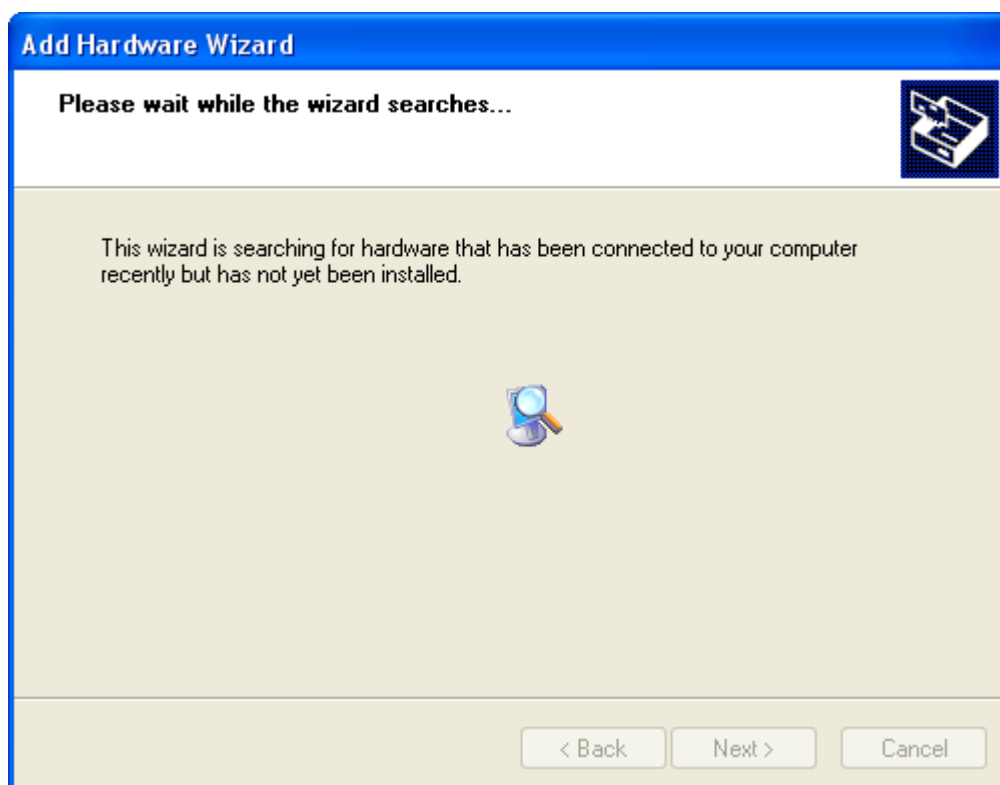 Add Hardware Wizard
Please wait while the wizard searches...
This wizard is searching for hardware that has been connected to your computer
recently but has not yet been installed.
< Back Next > Cancel